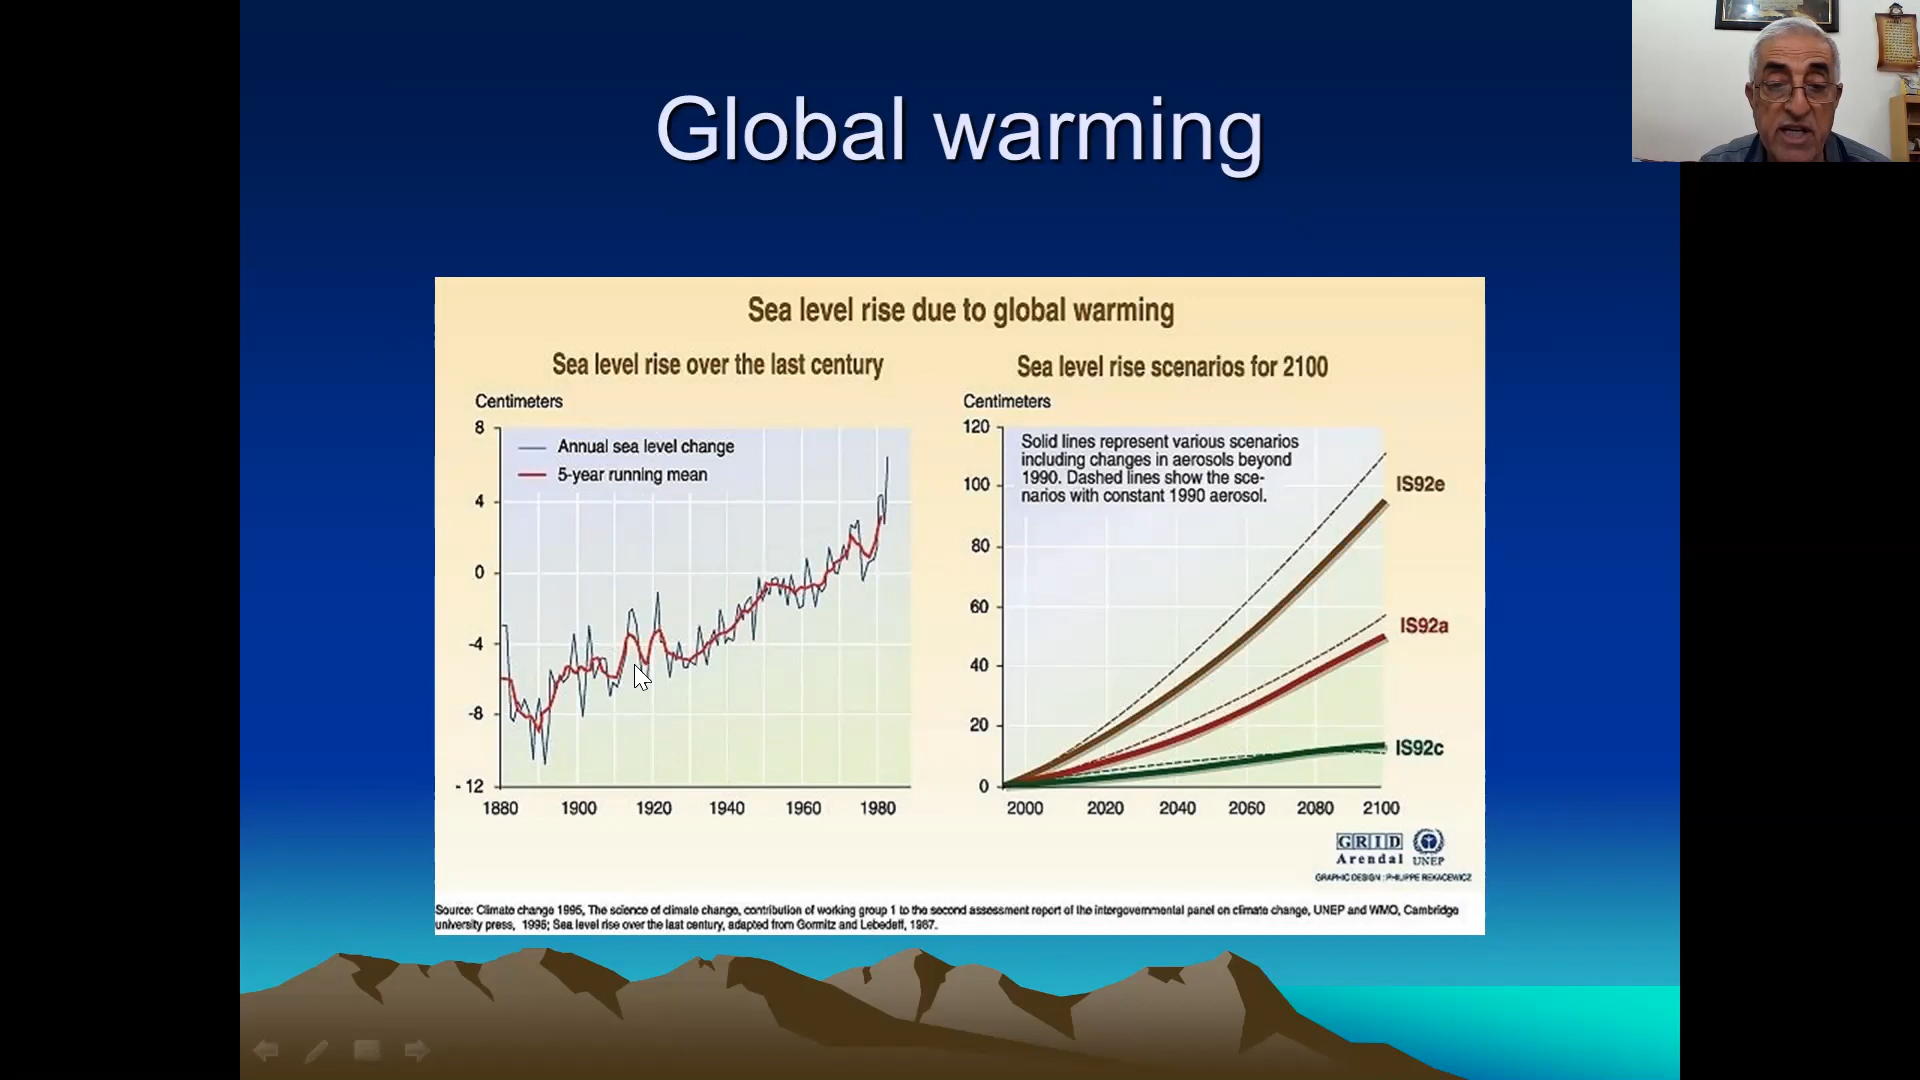 Global warming
Sea level rise due to global warming
Sea level rise over the last century
Centimeters
8
4
0
-4
-8
- 12
Annual sea level change
5-year running mean
1880 1900 1920 1940 1960 1980
Sea level rise scenarios for 2100
Centimeters
120
100
80
60
40
20
0
Solid lines represent various scenarios
including changes in aerosols beyond
1990. Dashed lines show the sce-
narios with constant 1990 aerosol.
IS92e
IS92a
IS92c
2000 2020 2040 2060 2080 2100
GRID
Arendal UNEP
GRAPHIC DESIGN : PHILIPPE REKACEWICZ
Source: Climate change 1995, The science of climate change, contribution of working group 1 to the second assessment report of the intergovernmental panel on climate change, UNEP and WMO, Cambridge
university press, 1996; Sea level rise over the last century, adapted from Gormitz and Lebedeff, 1987.